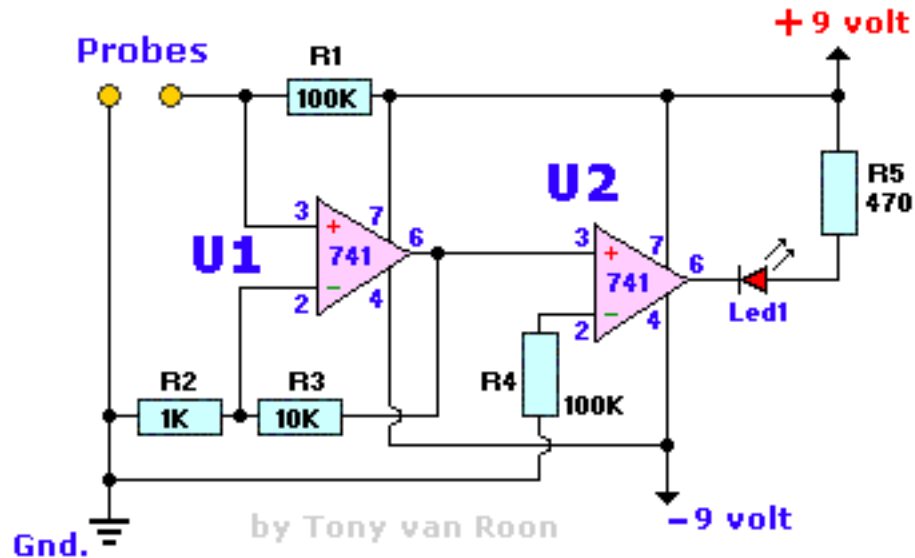 + 9 volt
Probes
R1
100K
R5
470
U2
U1
3
+
7
741
6
2
−
4
3
+
7
741
6
2
−
4
Led1
R2
1K
R3
10K
R4
100K
−9 volt
by Tony van Roon
Gnd.